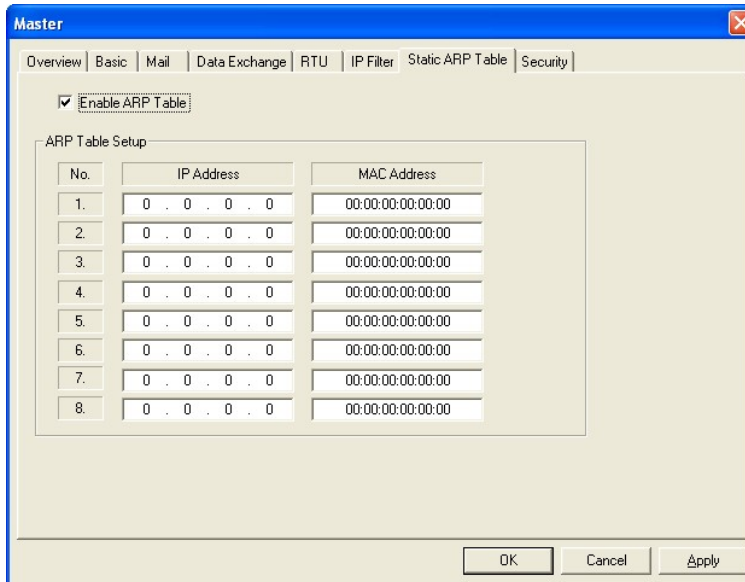 Master
Overview Basic Mail Data Exchange RTU IP Filter Static ARP Table Security
Enable ARP Table
ARP Table Setup
No. IP Address MAC Address
1. 0 . 0 . 0 . 0 00:00:00:00:00:00
2. 0 . 0 . 0 . 0 00:00:00:00:00:00
3. 0 . 0 . 0 . 0 00:00:00:00:00:00
4. 0 . 0 . 0 . 0 00:00:00:00:00:00
5. 0 . 0 . 0 . 0 00:00:00:00:00:00
6. 0 . 0 . 0 . 0 00:00:00:00:00:00
7. 0 . 0 . 0 . 0 00:00:00:00:00:00
8. 0 . 0 . 0 . 0 00:00:00:00:00:00
OK Cancel Apply